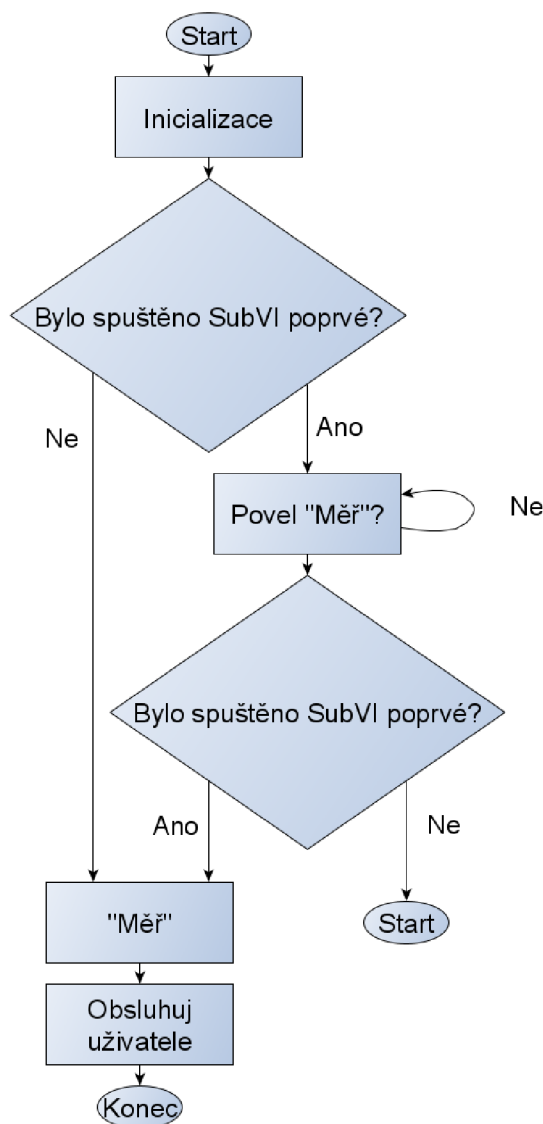 Start
Inicializace
Bylo spuštěno SubVI poprvé?
Ne
Ano
Povel "Měř"?
Ne
Bylo spuštěno SubVI poprvé?
Ano
Ne
"Měř"
Start
Obsluhuj
uživatele
Konec